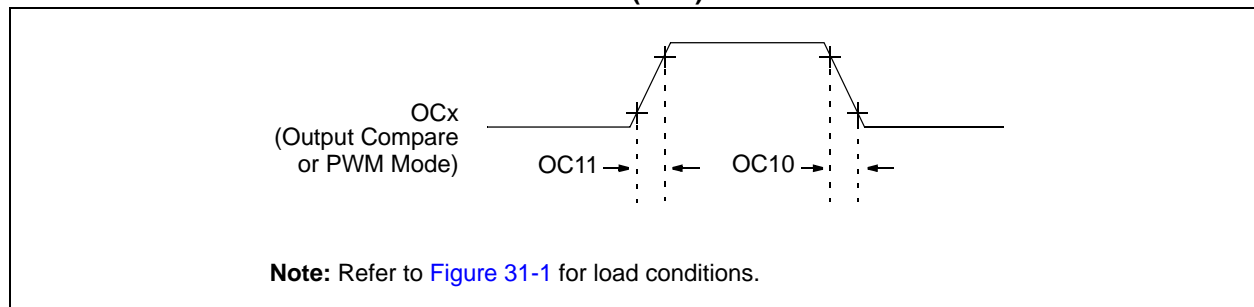 OCx
(Output Compare
or PWM Mode)
OC11
OC10
Note: Refer to Figure 31-1 for load conditions.